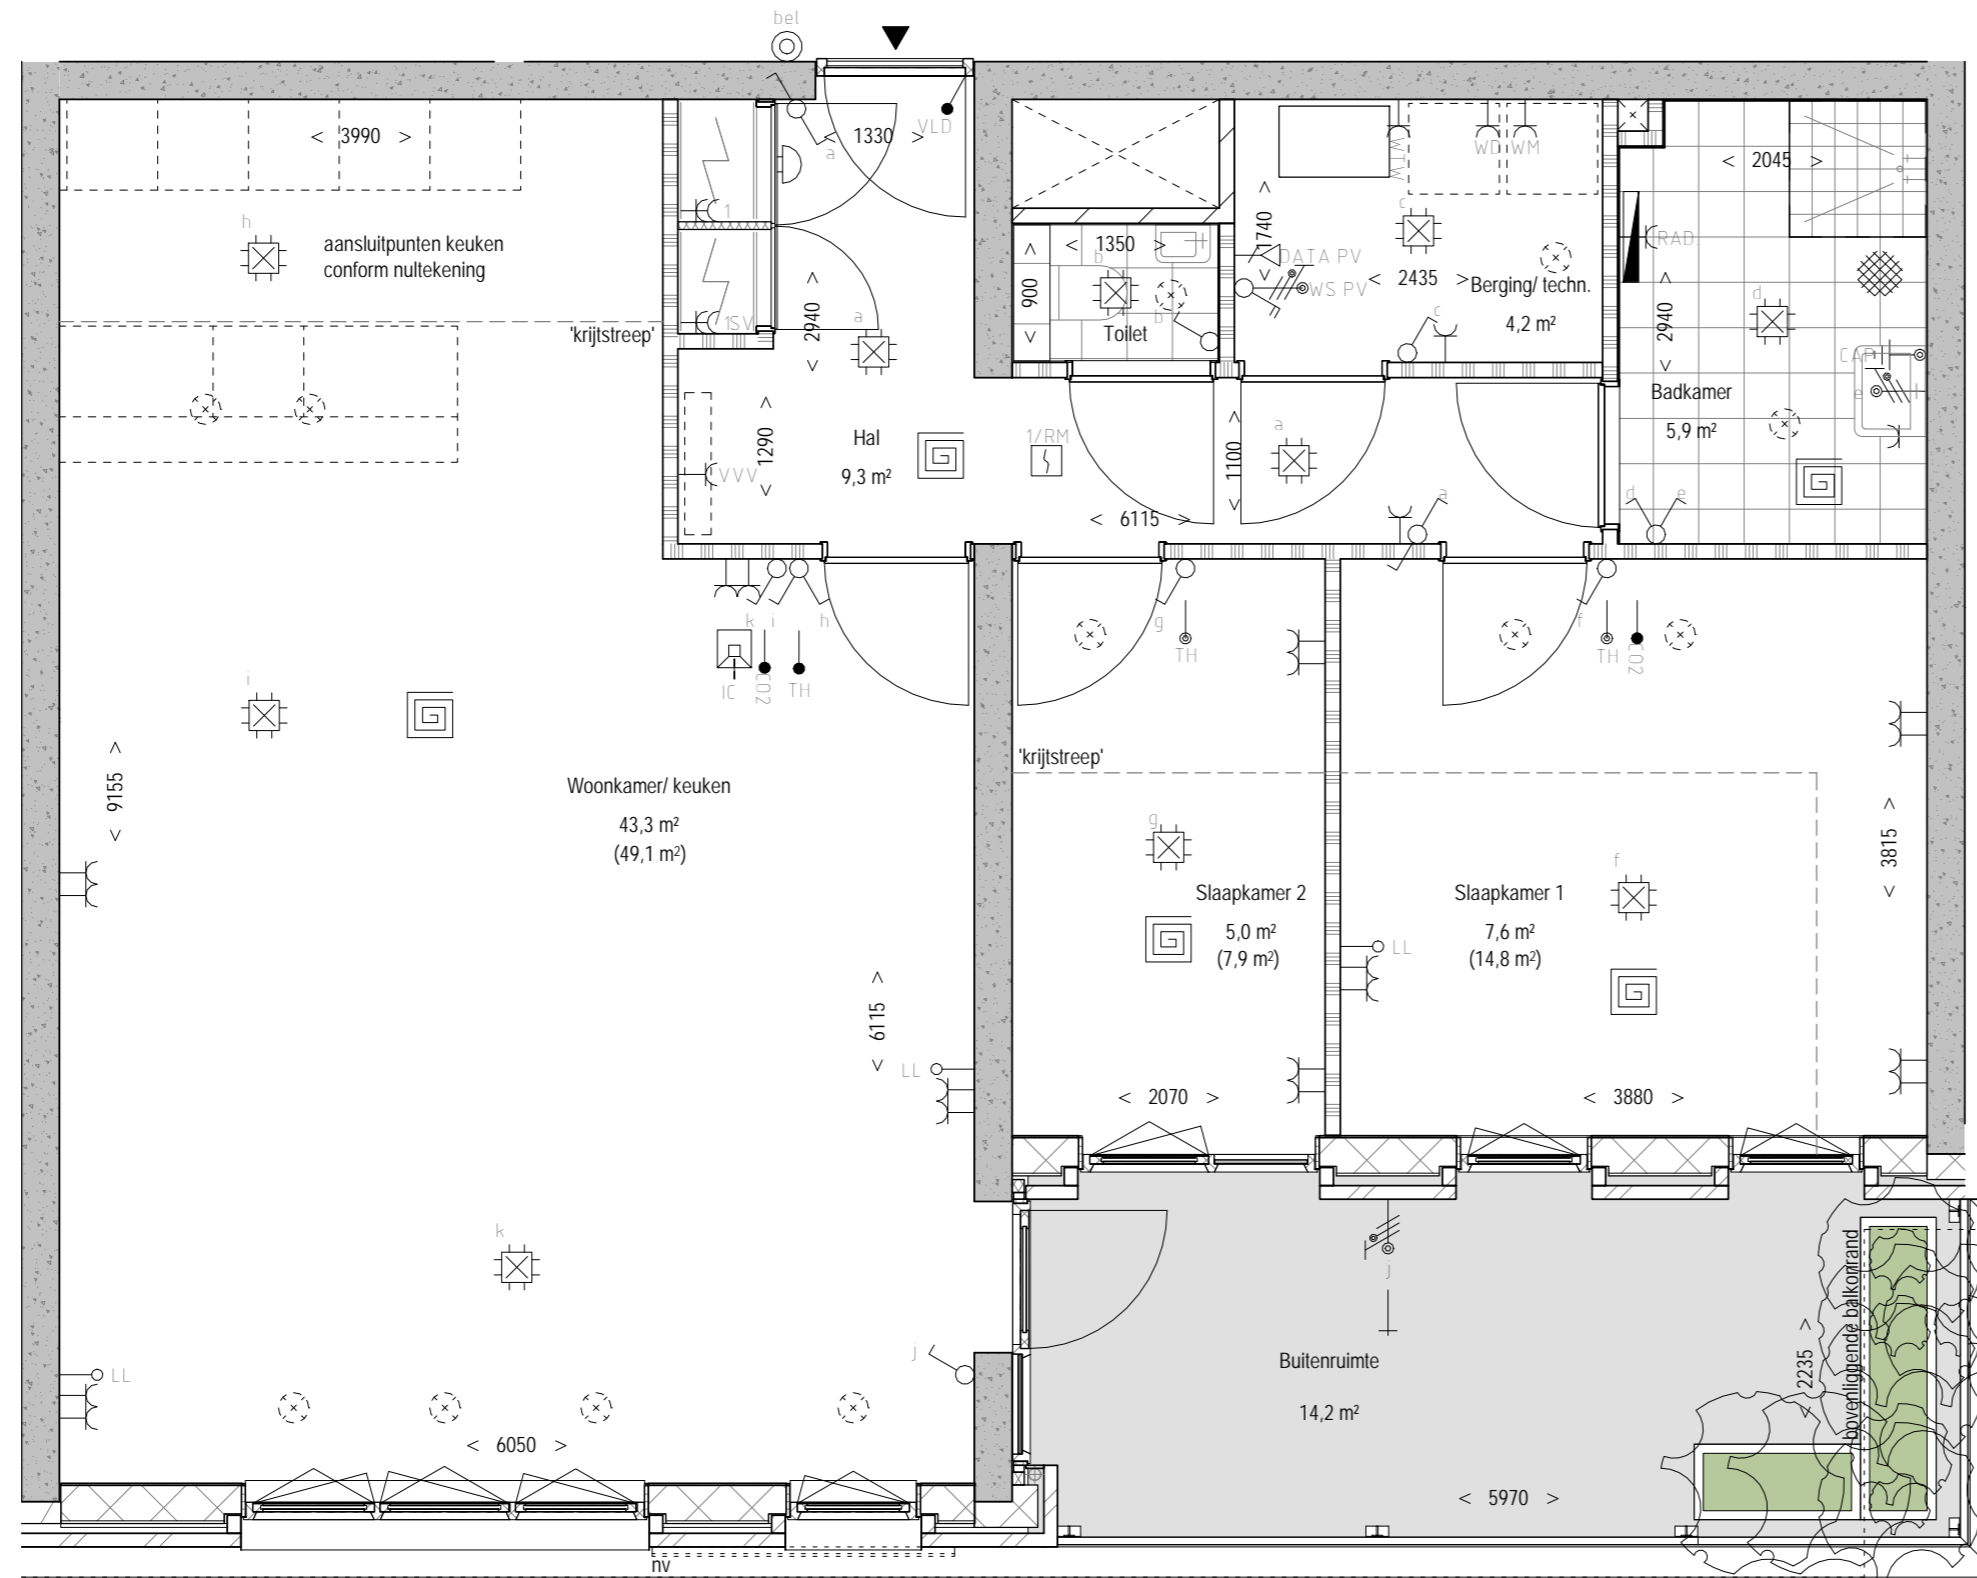 bel
< 3990 >
< 1330 >
VLD
a
WTW
WD
WM
< 2045 >
h
aansluitpunten keuken
conform nultekening
1
1SV
'krijtstreep'
< 2940 >
a
< 1350 >
b
< 900 >
b
Toilet
< 1740 >
c
DATA PV
WS PV
< 2435 >
Berging/ techn.
4,2 m²
c
RAD.
< 2940 >
d
CAP
e
Badkamer
5,9 m²
d
e
VVV
< 1290 >
Hal
9,3 m²
1/RM
< 1100 >
a
< 6115 >
a
k
i
h
IC
CO2
TH
g
TH
f
TH
CO2
i
< 9155 >
Woonkamer/ keuken
43,3 m²
(49,1 m²)
'krijtstreep'
g
Slaapkamer 2
5,0 m²
(7,9 m²)
Slaapkamer 1
7,6 m²
(14,8 m²)
f
< 3815 >
LL
< 6115 >
LL
< 2070 >
< 3880 >
k
j
LL
< 6050 >
j
Buitenruimte
14,2 m²
< 2235 >
bovenliggende balkonrand
< 5970 >
nv